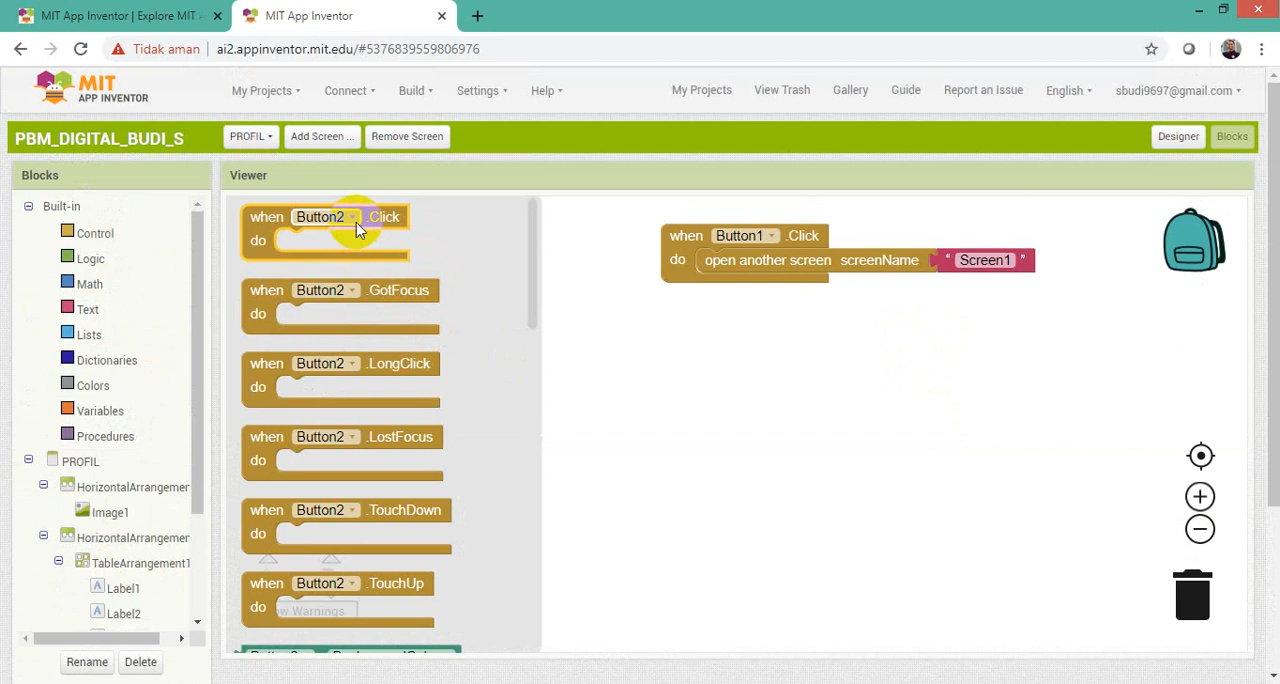 MIT App Inventor | Explore MIT
MIT App Inventor
Tidak aman
ai2.appinventor.mit.edu/#5376839559806976
MIT
APP INVENTOR
My Projects
Connect
Build
Settings
Help
My Projects
View Trash
Gallery
Guide
Report an Issue
English
sbudi9697@gmail.com
PBM_DIGITAL_BUDI_S
PROFIL
Add Screen ...
Remove Screen
Designer
Blocks
Blocks
Viewer
Built-in
Control
Logic
Math
Text
Lists
Dictionaries
Colors
Variables
Procedures
PROFIL
HorizontalArrangemer
Image1
HorizontalArrangemer
TableArrangement1
A Label1
A Label2
Rename
Delete
when Button2 .Click
do
when Button2 .GotFocus
do
when Button2 .LongClick
do
when Button2 .LostFocus
do
when Button2 .TouchDown
do
when Button2 .TouchUp
do
Warnings
when Button1 .Click
do open another screen screenName " Screen1 "